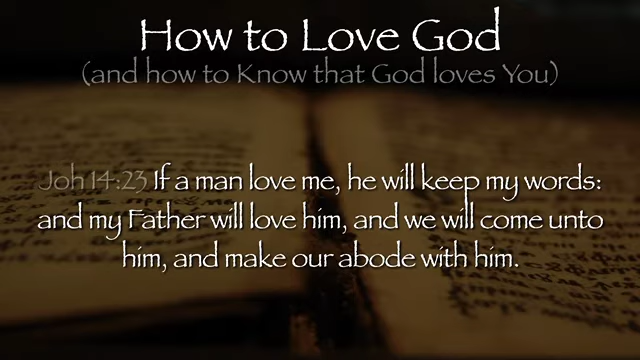 How to Love God
(and how to Know that God loves You)
Joh 14:23 If a man love me, he will keep my words:
and my Father will love him, and we will come unto
him, and make our abode with him.